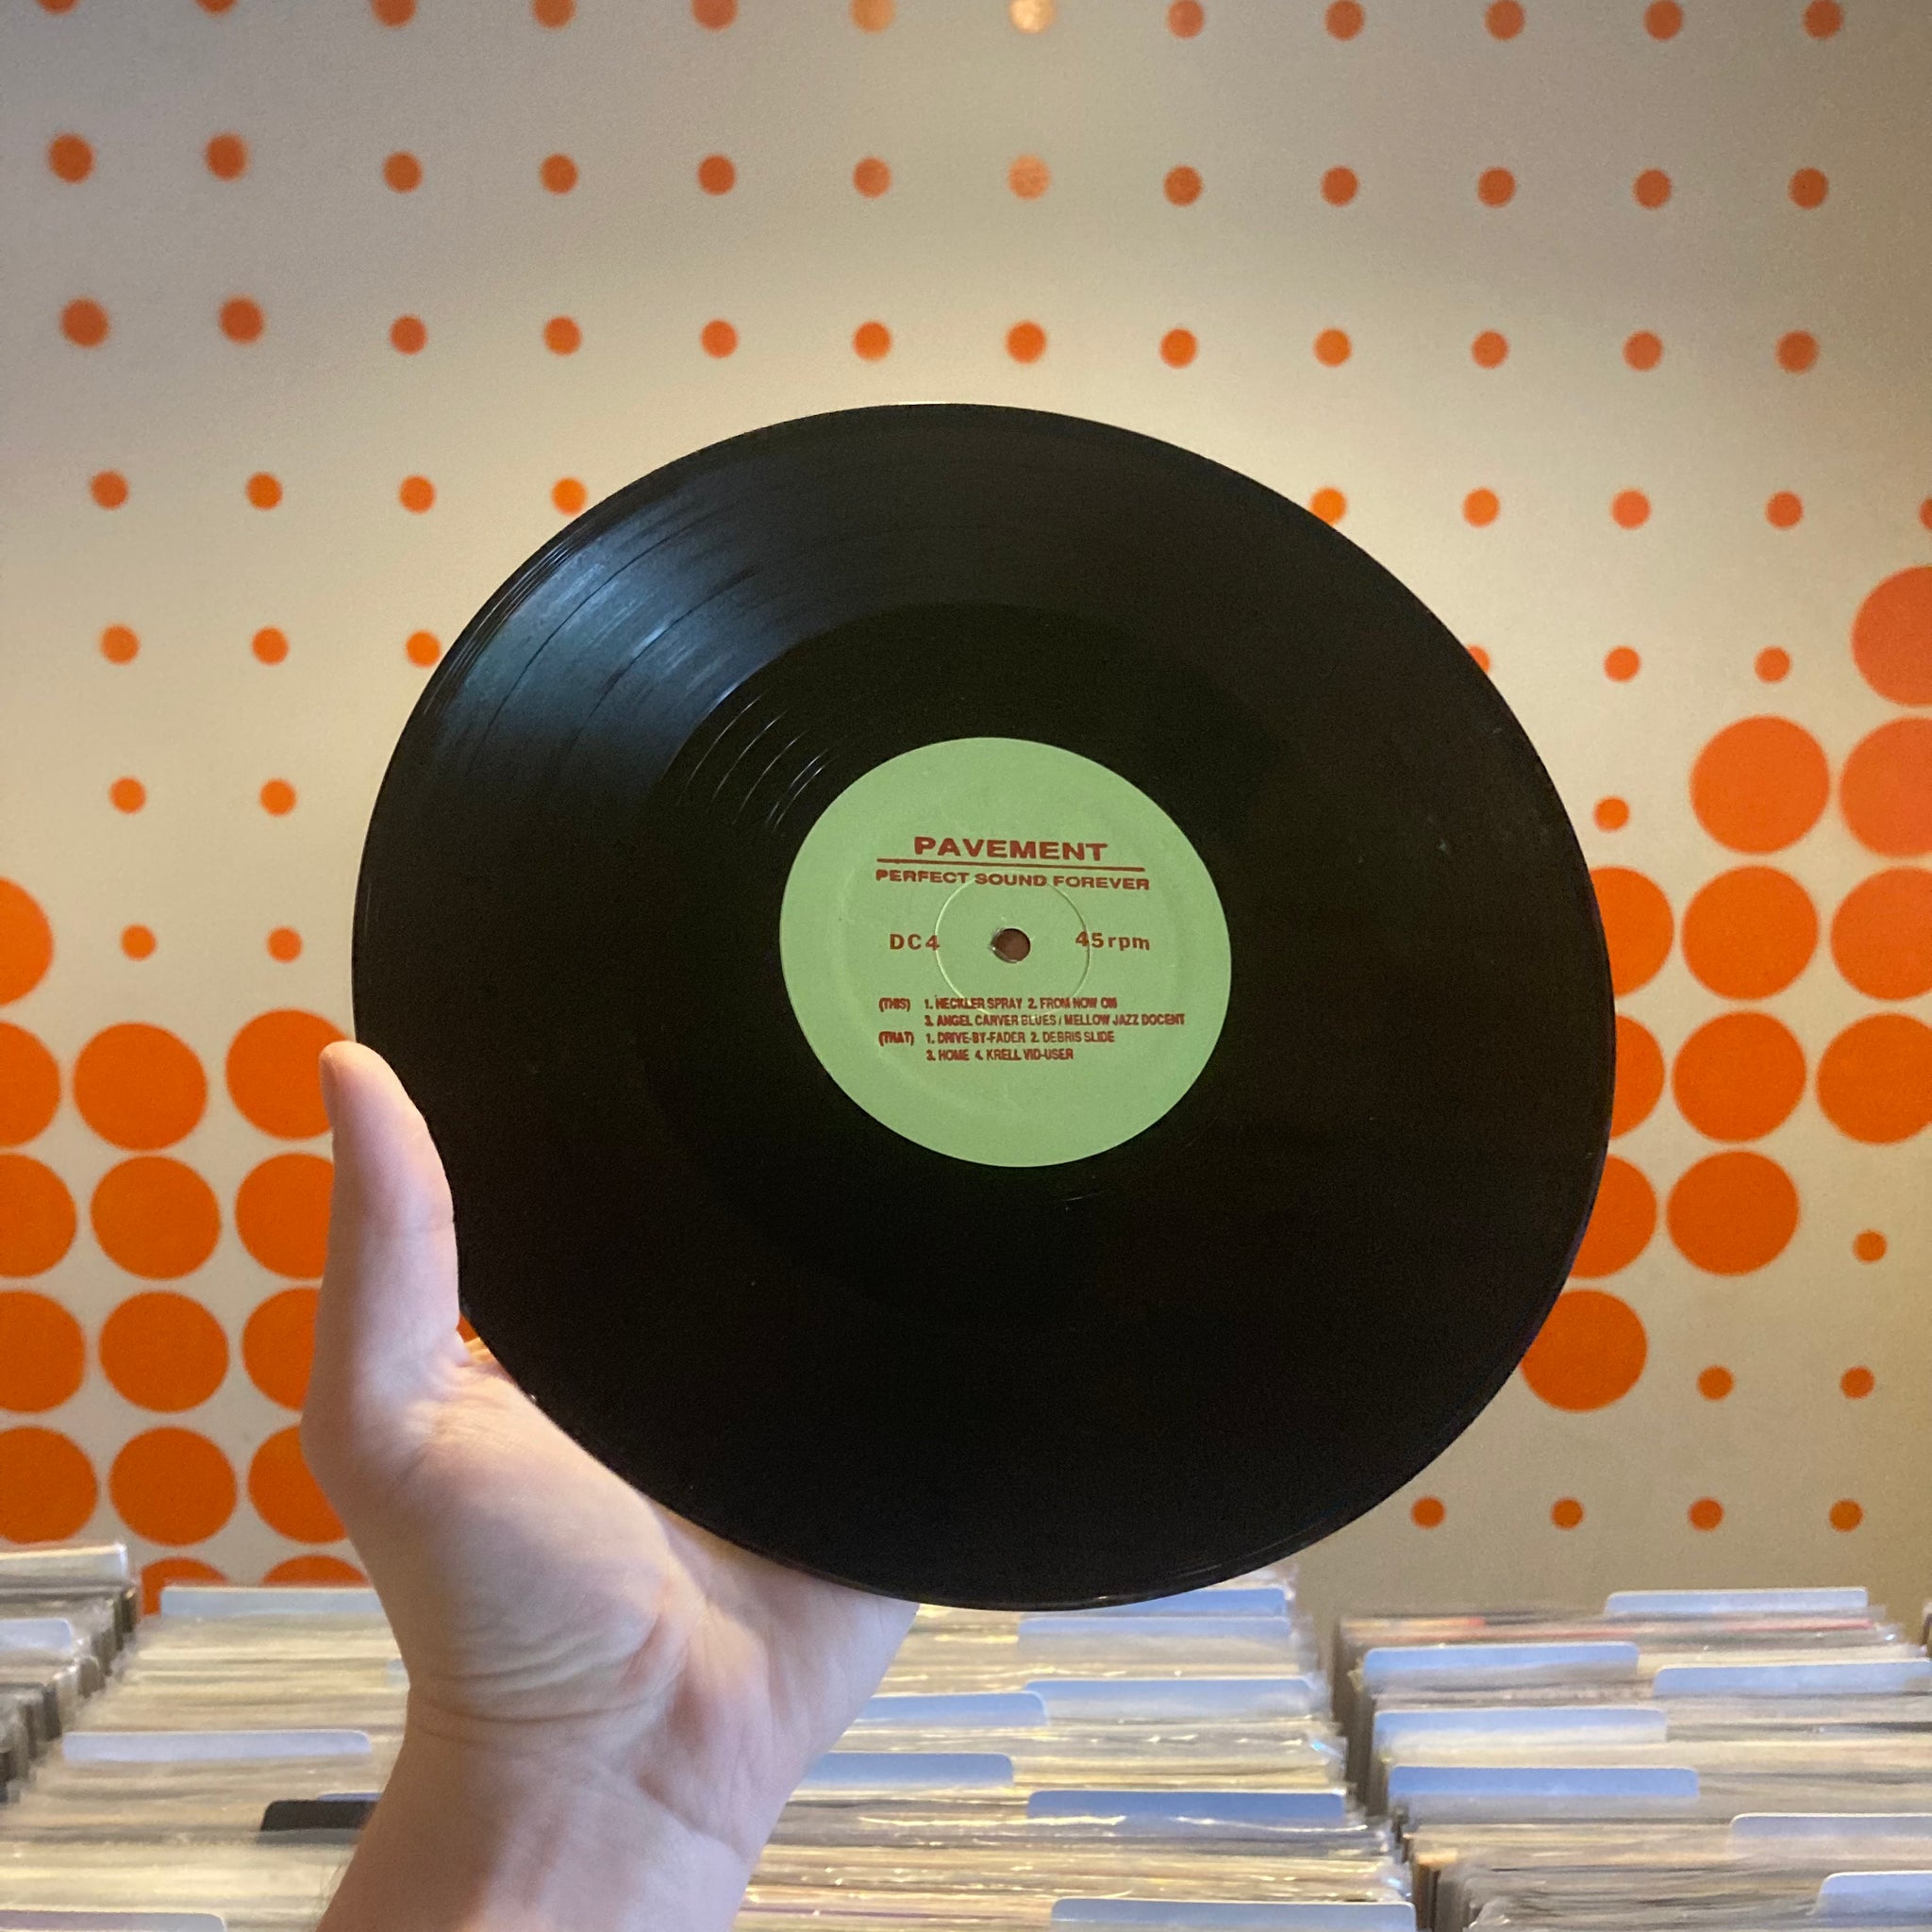 PAVEMENT
PERFECT SOUND FOREVER
DC4 45rpm
(THIS) 1. HECKLER SPRAY 2. FROM NOW ON
3. ANGEL CARVER BLUES / MELLOW JAZZ DOCENT
(THAT) 1. DRIVE-BY-FADER 2. DEBRIS SLIDE
3. HOME 4. KRELL VID-USER